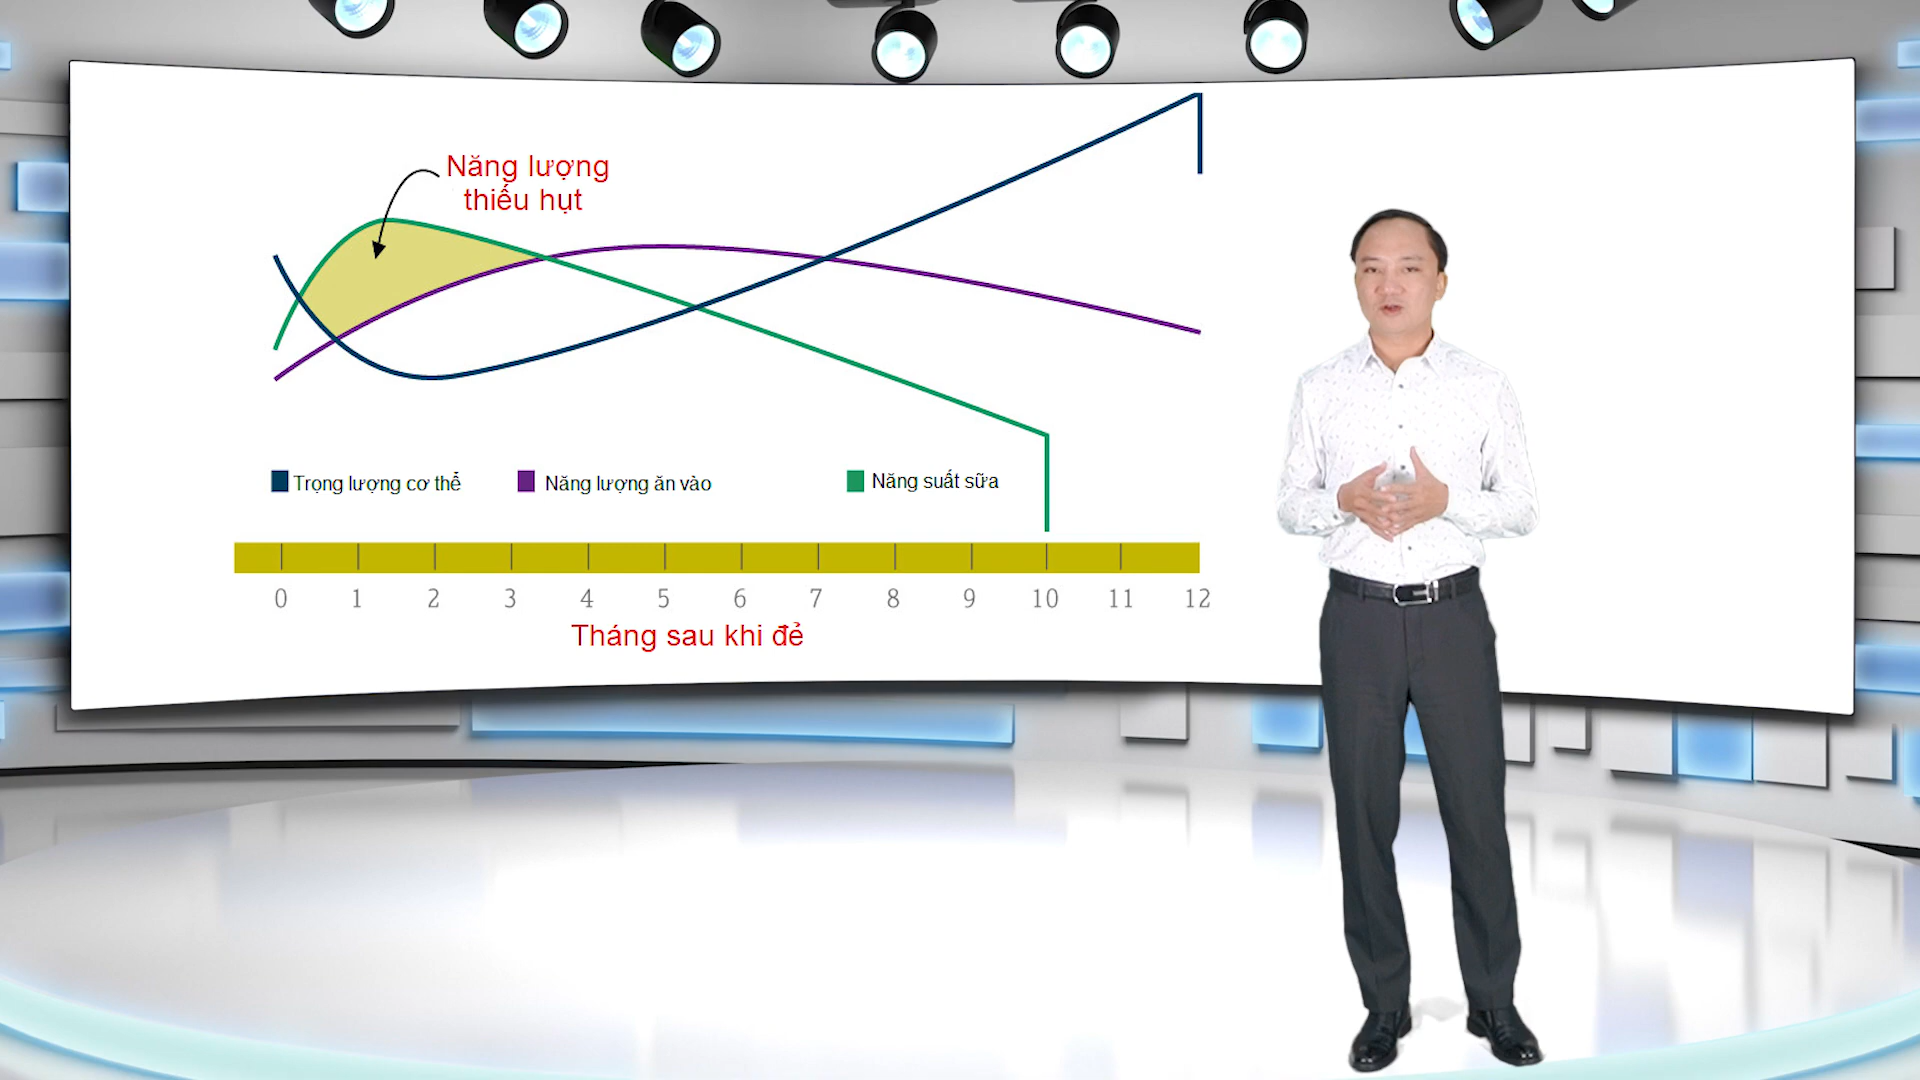 Năng lượng
thiếu hụt
Trọng lượng cơ thể
Năng lượng ăn vào
Năng suất sữa
0 1 2 3 4 5 6 7 8 9 10 11 12
Tháng sau khi đẻ